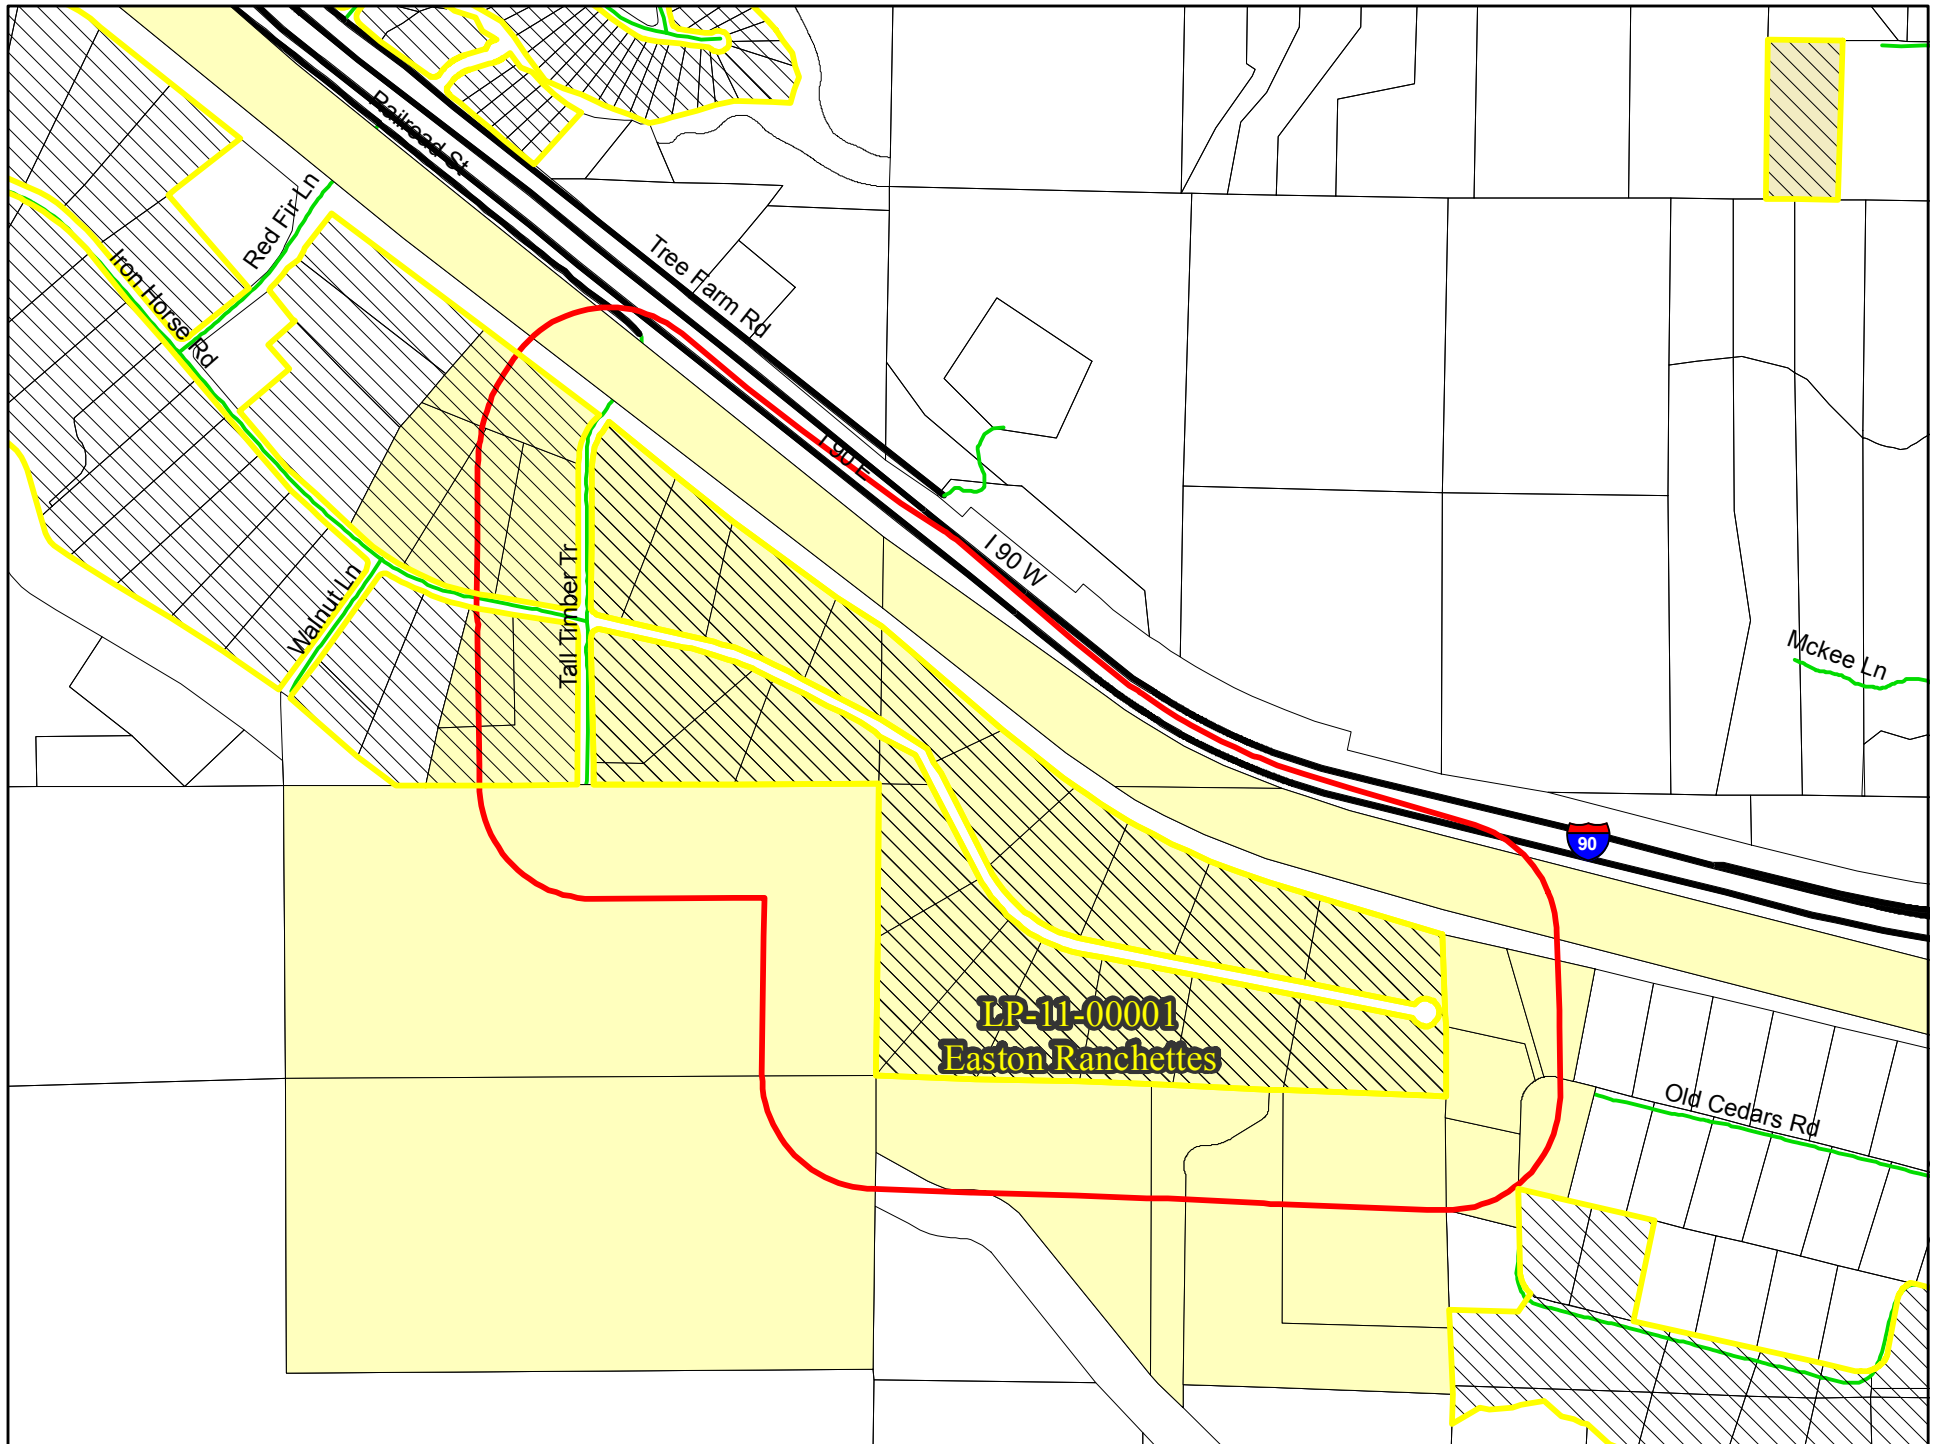 Railroad St
Red Fir Ln
Iron Horse Rd
Tree Farm Rd
I 90 E
I 90 W
Walnut Ln
Tall Timber Tr
Mckee Ln
90
LP-11-00001
Easton Ranchettes
Old Cedars Rd